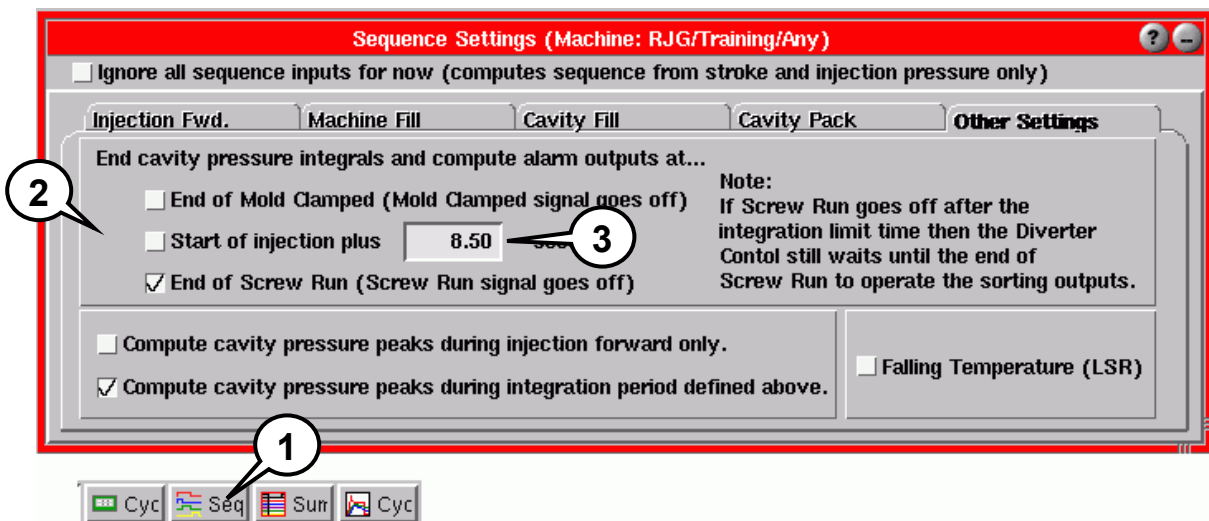 Sequence Settings (Machine: RJG/Training/Any)
?
Ignore all sequence inputs for now (computes sequence from stroke and injection pressure only)
Injection Fwd.
Machine Fill
Cavity Fill
Cavity Pack
Other Settings
End cavity pressure integrals and compute alarm outputs at...
2
End of Mold Clamped (Mold Clamped signal goes off)
Start of injection plus 8.50
3
End of Screw Run (Screw Run signal goes off)
Note:
If Screw Run goes off after the
integration limit time then the Diverter
Contol still waits until the end of
Screw Run to operate the sorting outputs.
Compute cavity pressure peaks during injection forward only.
Compute cavity pressure peaks during integration period defined above.
Falling Temperature (LSR)
1
Cyc
Seq
Sum
Cyc